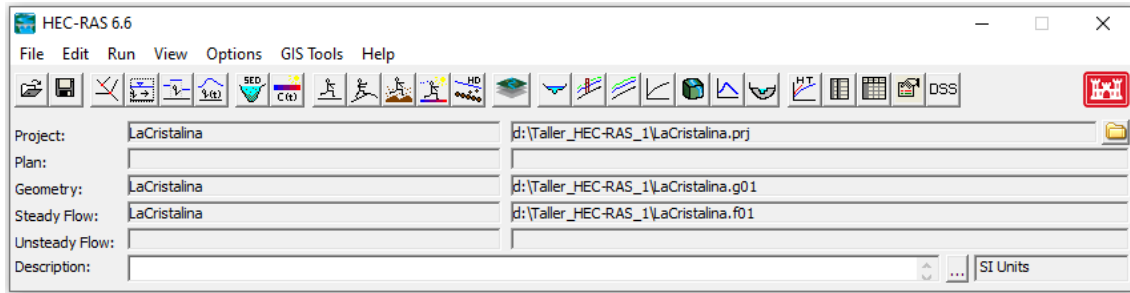 HEC-RAS 6.6
File Edit Run View Options GIS Tools Help
SED C(t) HD H T. DSS
Project: LaCristalina d:\Taller_HEC-RAS_1\LaCristalina.prj
Plan:
Geometry: LaCristalina d:\Taller_HEC-RAS_1\LaCristalina.g01
Steady Flow: LaCristalina d:\Taller_HEC-RAS_1\LaCristalina.f01
Unsteady Flow:
Description: ... SI Units